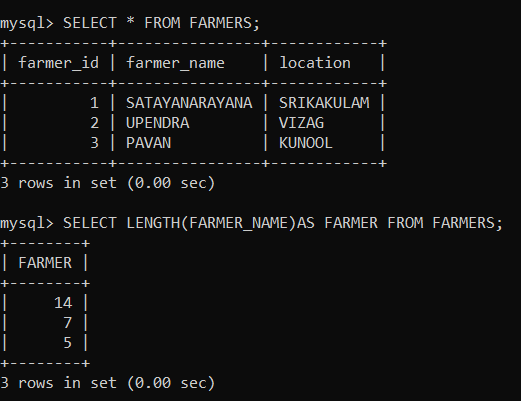 mysql> SELECT * FROM FARMERS;
+-----------+----------------+------------+
| farmer_id | farmer_name    | location   |
+-----------+----------------+------------+
|         1 | SATAYANARAYANA | SRIKAKULAM |
|         2 | UPENDRA        | VIZAG      |
|         3 | PAVAN          | KUNOOL     |
+-----------+----------------+------------+
3 rows in set (0.00 sec)
mysql> SELECT LENGTH(FARMER_NAME)AS FARMER FROM FARMERS;
+--------+
| FARMER |
+--------+
|     14 |
|      7 |
|      5 |
+--------+
3 rows in set (0.00 sec)